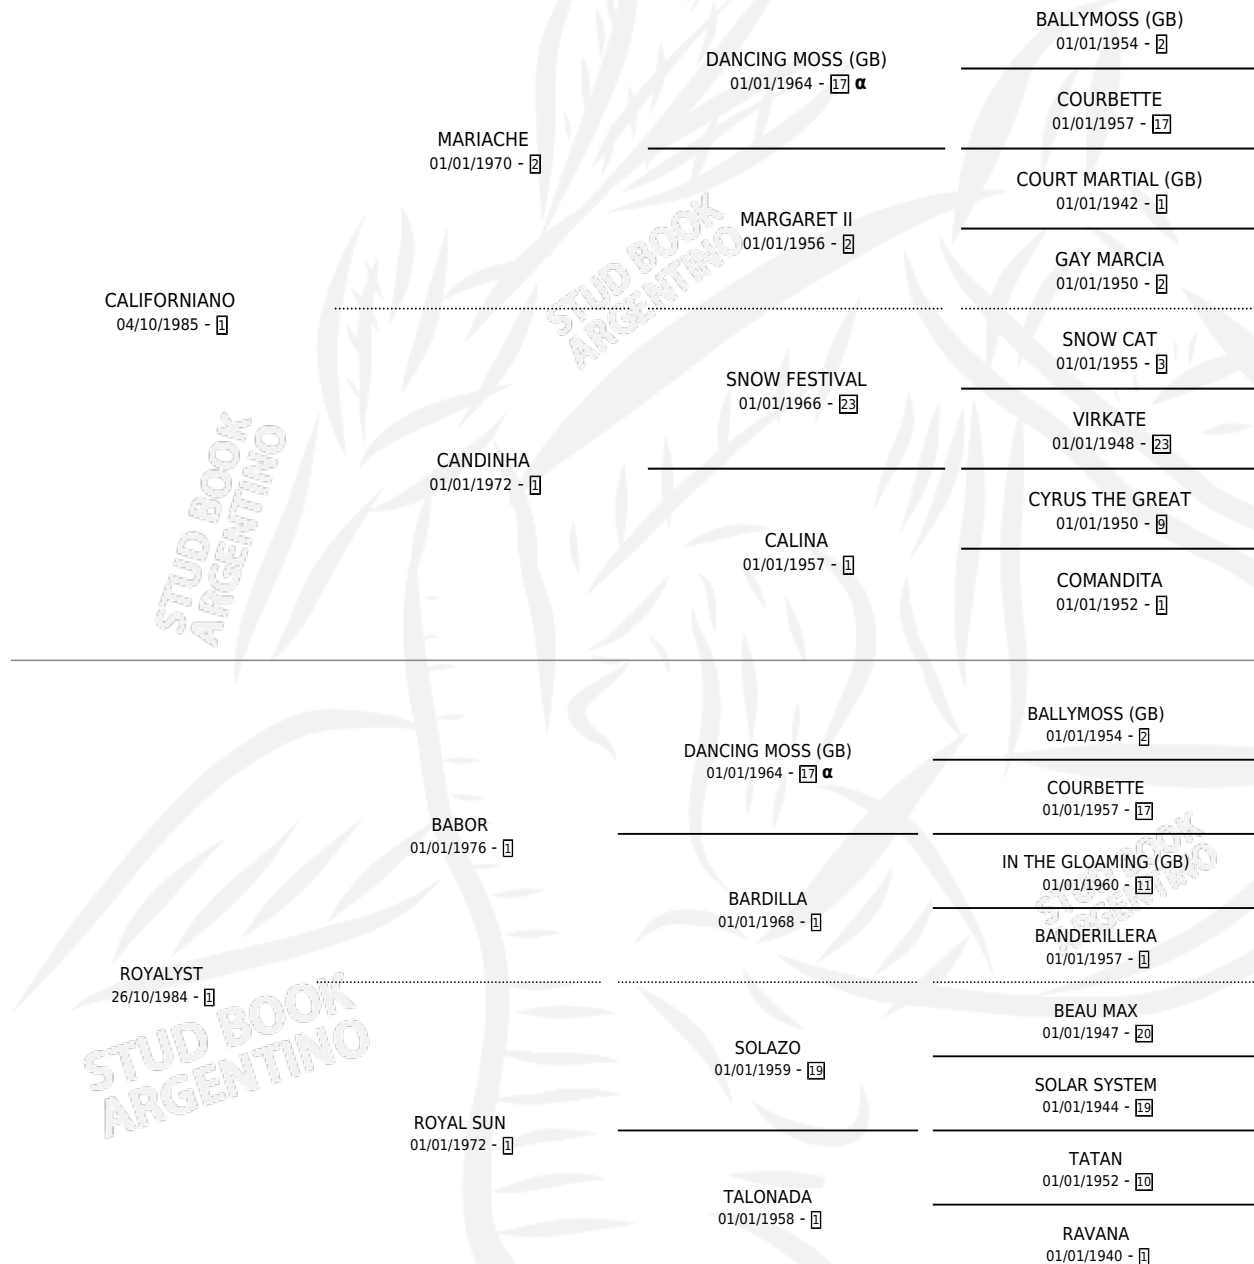 BALLYMOSS (GB)
01/01/1954 - 2
DANCING MOSS (GB)
01/01/1964 - 17 α
COURBETTE
01/01/1957 - 17
MARIACHE
01/01/1970 - 2
COURT MARTIAL (GB)
01/01/1942 - 1
MARGARET II
01/01/1956 - 2
GAY MARCIA
01/01/1950 - 2
CALIFORNIANO
04/10/1985 - 1
SNOW CAT
01/01/1955 - 3
SNOW FESTIVAL
01/01/1966 - 23
VIRKATE
01/01/1948 - 23
CANDINHA
01/01/1972 - 1
CYRUS THE GREAT
01/01/1950 - 9
CALINA
01/01/1957 - 1
COMANDITA
01/01/1952 - 1
BALLYMOSS (GB)
01/01/1954 - 2
DANCING MOSS (GB)
01/01/1964 - 17 α
COURBETTE
01/01/1957 - 17
BABOR
01/01/1976 - 1
IN THE GLOAMING (GB)
01/01/1960 - 11
BARDILLA
01/01/1968 - 1
BANDERILLERA
01/01/1957 - 1
ROYALYST
26/10/1984 - 1
BEAU MAX
01/01/1947 - 20
SOLAZO
01/01/1959 - 19
SOLAR SYSTEM
01/01/1944 - 19
ROYAL SUN
01/01/1972 - 1
TATAN
01/01/1952 - 10
TALONADA
01/01/1958 - 1
RAVANA
01/01/1940 - 1
STUD BOOK
ARGENTINO
STUD BOOK
ARGENTINO
STUD BOOK
ARGENTINO
STUD BOOK
ARGENTINO